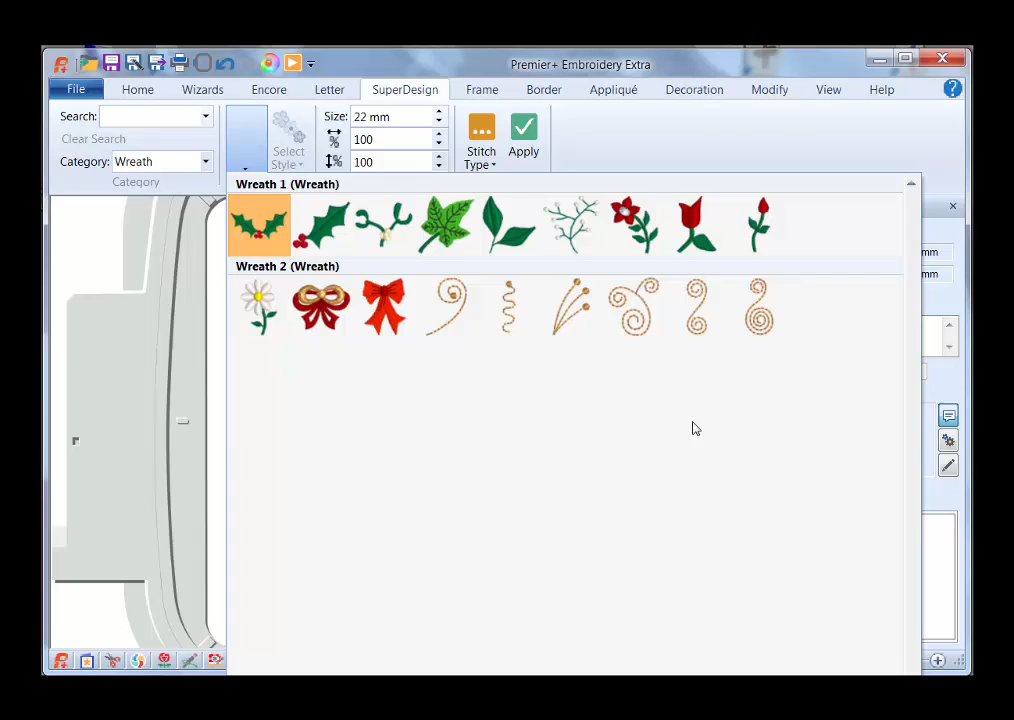 Premier+ Embroidery Extra
File Home Wizards Encore Letter SuperDesign Frame Border Appliqué Decoration Modify View Help
Search:
Clear Search
Category: Wreath
Category
Select
Style
Size: 22 mm
% 100
% 100
Stitch
Type
Apply
Wreath 1 (Wreath)
mm
mm
Wreath 2 (Wreath)